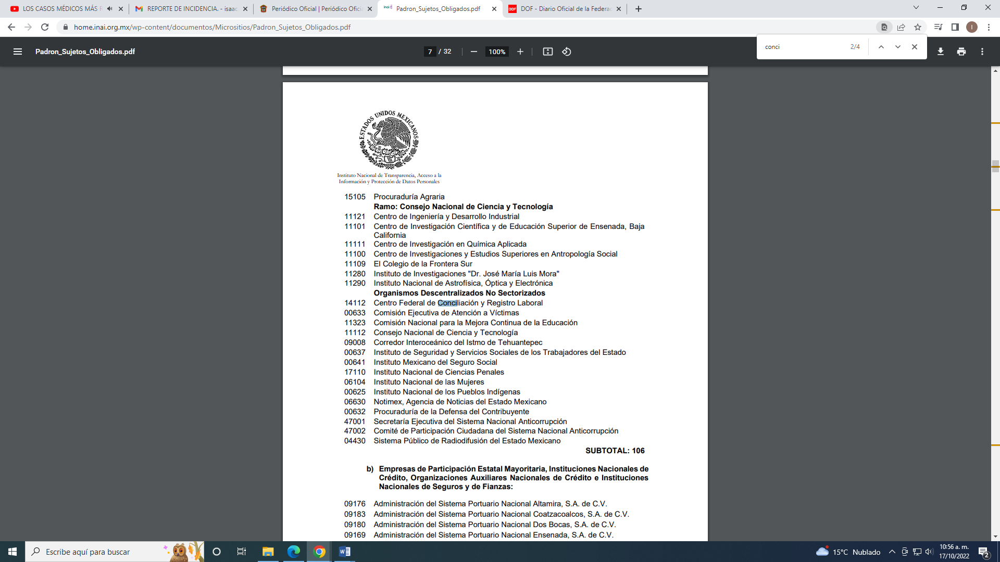 LOS CASOS MÉDICOS MÁS R
REPORTE DE INCIDENCIA. - isaac
Periódico Oficial | Periódico Ofici
Padron_Sujetos_Obligados.pdf
DOF - Diario Oficial de la Federac
home.inai.org.mx/wp-content/documentos/Micrositios/Padron_Sujetos_Obligados.pdf
I
Padron_Sujetos_Obligados.pdf
7 / 32
100%
conci
2/4
ESTADOS UNIDOS MEXICANOS
Instituto Nacional de Transparencia, Acceso a la
Información y Protección de Datos Personales
15105 Procuraduría Agraria
Ramo: Consejo Nacional de Ciencia y Tecnología
11121 Centro de Ingeniería y Desarrollo Industrial
11101 Centro de Investigación Científica y de Educación Superior de Ensenada, Baja
California
11111 Centro de Investigación en Química Aplicada
11100 Centro de Investigaciones y Estudios Superiores en Antropología Social
11109 El Colegio de la Frontera Sur
11280 Instituto de Investigaciones "Dr. José María Luis Mora"
11290 Instituto Nacional de Astrofísica, Óptica y Electrónica
Organismos Descentralizados No Sectorizados
14112 Centro Federal de Conciliación y Registro Laboral
00633 Comisión Ejecutiva de Atención a Víctimas
11323 Comisión Nacional para la Mejora Continua de la Educación
11112 Consejo Nacional de Ciencia y Tecnología
09008 Corredor Interoceánico del Istmo de Tehuantepec
00637 Instituto de Seguridad y Servicios Sociales de los Trabajadores del Estado
00641 Instituto Mexicano del Seguro Social
17110 Instituto Nacional de Ciencias Penales
06104 Instituto Nacional de las Mujeres
00625 Instituto Nacional de los Pueblos Indígenas
06630 Notimex, Agencia de Noticias del Estado Mexicano
00632 Procuraduría de la Defensa del Contribuyente
47001 Secretaría Ejecutiva del Sistema Nacional Anticorrupción
47002 Comité de Participación Ciudadana del Sistema Nacional Anticorrupción
04430 Sistema Público de Radiodifusión del Estado Mexicano
SUBTOTAL: 106
b) Empresas de Participación Estatal Mayoritaria, Instituciones Nacionales de
Crédito, Organizaciones Auxiliares Nacionales de Crédito e Instituciones
Nacionales de Seguros y de Fianzas:
09176 Administración del Sistema Portuario Nacional Altamira, S.A. de C.V.
09183 Administración del Sistema Portuario Nacional Coatzacoalcos, S.A. de C.V.
09180 Administración del Sistema Portuario Nacional Dos Bocas, S.A. de C.V.
09169 Administración del Sistema Portuario Nacional Ensenada, S.A. de C.V.
Escribe aquí para buscar
15°C Nublado
10:56 a. m.
17/10/2022
2